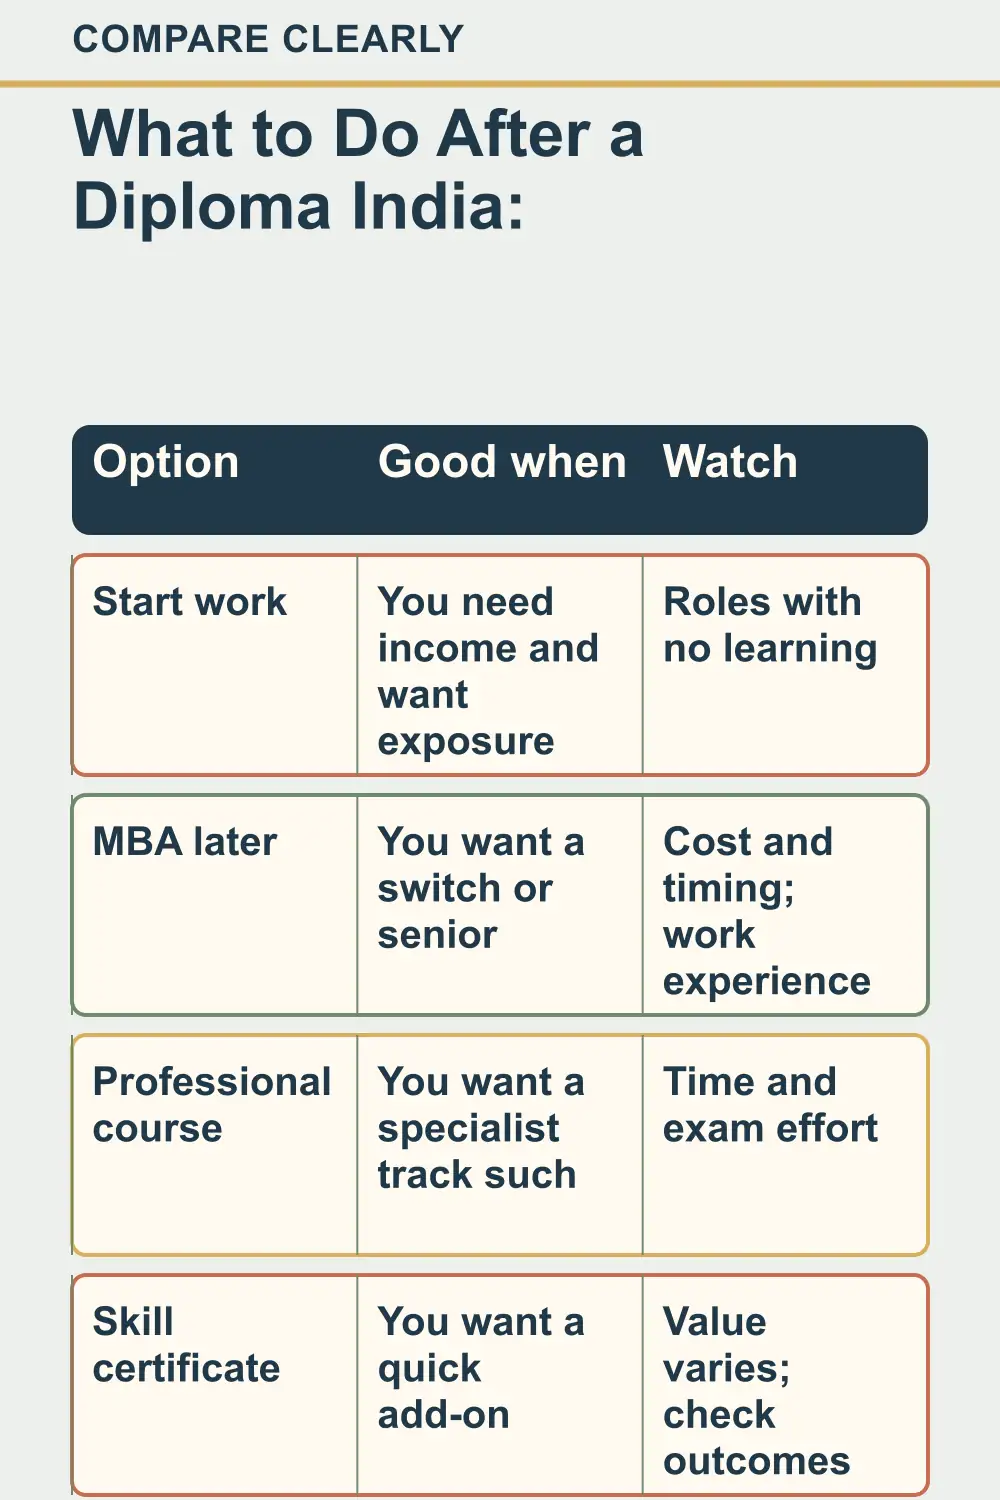 COMPARE CLEARLY
What to Do After a
Diploma India:
Option Good when Watch
Start work
You need
income and
want
exposure
Roles with
no learning
MBA later
You want a
switch or
senior
Cost and
timing;
work
experience
Professional
course
You want a
specialist
track such
Time and
exam effort
Skill
certificate
You want a
quick
add-on
Value
varies;
check
outcomes